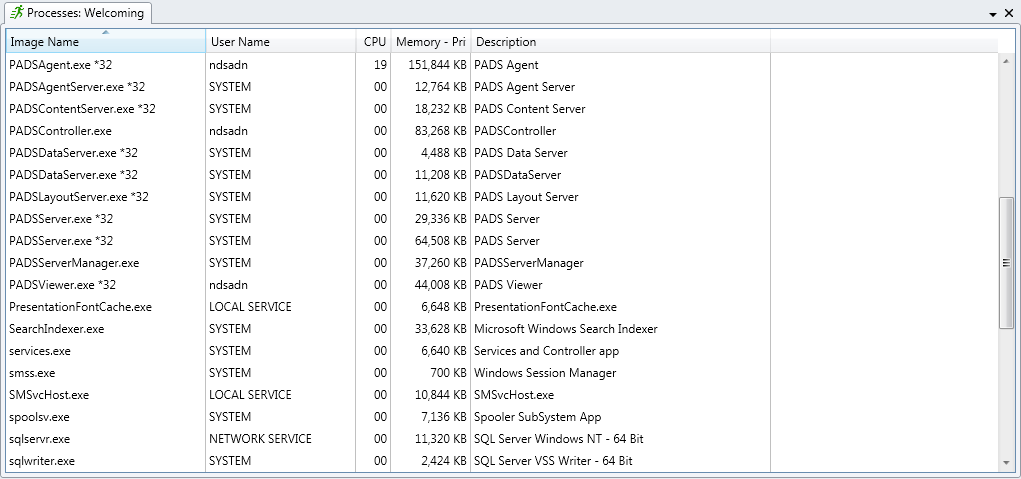 Processes: Welcoming
Image Name User Name CPU Memory - Pri Description
PADSAgent.exe *32 ndsadn 19 151,844 KB PADS Agent
PADSAgentServer.exe *32 SYSTEM 00 12,764 KB PADS Agent Server
PADSContentServer.exe *32 SYSTEM 00 18,232 KB PADS Content Server
PADSController.exe ndsadn 00 83,268 KB PADSController
PADSDataServer.exe *32 SYSTEM 00 4,488 KB PADS Data Server
PADSDataServer.exe *32 SYSTEM 00 11,208 KB PADSDataServer
PADSLayoutServer.exe *32 SYSTEM 00 11,620 KB PADS Layout Server
PADSServer.exe *32 SYSTEM 00 29,336 KB PADS Server
PADSServer.exe *32 SYSTEM 00 64,508 KB PADS Server
PADSServerManager.exe SYSTEM 00 37,260 KB PADSServerManager
PADSViewer.exe *32 ndsadn 00 44,008 KB PADS Viewer
PresentationFontCache.exe LOCAL SERVICE 00 6,648 KB PresentationFontCache.exe
SearchIndexer.exe SYSTEM 00 33,628 KB Microsoft Windows Search Indexer
services.exe SYSTEM 00 6,640 KB Services and Controller app
smss.exe SYSTEM 00 700 KB Windows Session Manager
SMSvcHost.exe LOCAL SERVICE 00 10,844 KB SMSvcHost.exe
spoolsv.exe SYSTEM 00 7,136 KB Spooler SubSystem App
sqlservr.exe NETWORK SERVICE 00 11,320 KB SQL Server Windows NT - 64 Bit
sqlwriter.exe SYSTEM 00 2,424 KB SQL Server VSS Writer - 64 Bit